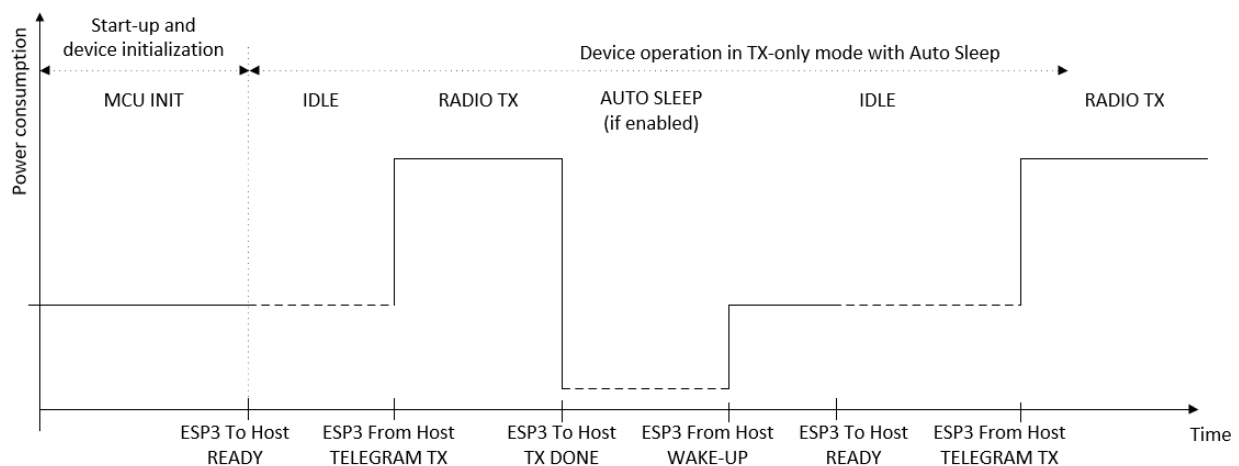 Start-up and
device initialization
Device operation in TX-only mode with Auto Sleep
Power consumption
MCU INIT
IDLE
RADIO TX
AUTO SLEEP
(if enabled)
IDLE
RADIO TX
ESP3 To Host
READY
ESP3 From Host
TELEGRAM TX
ESP3 To Host
TX DONE
ESP3 From Host
WAKE-UP
ESP3 To Host
READY
ESP3 From Host
TELEGRAM TX
Time